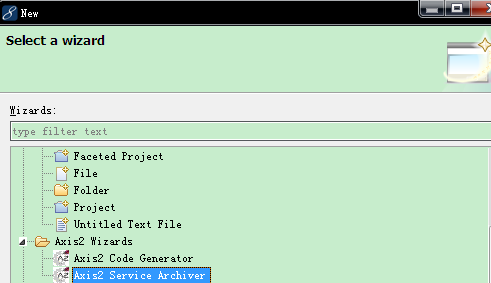 New
Select a wizard
Wizards:
type filter text
Faceted Project
File
Folder
Project
Untitled Text File
Axis2 Wizards
Axis2 Code Generator
Axis2 Service Archiver